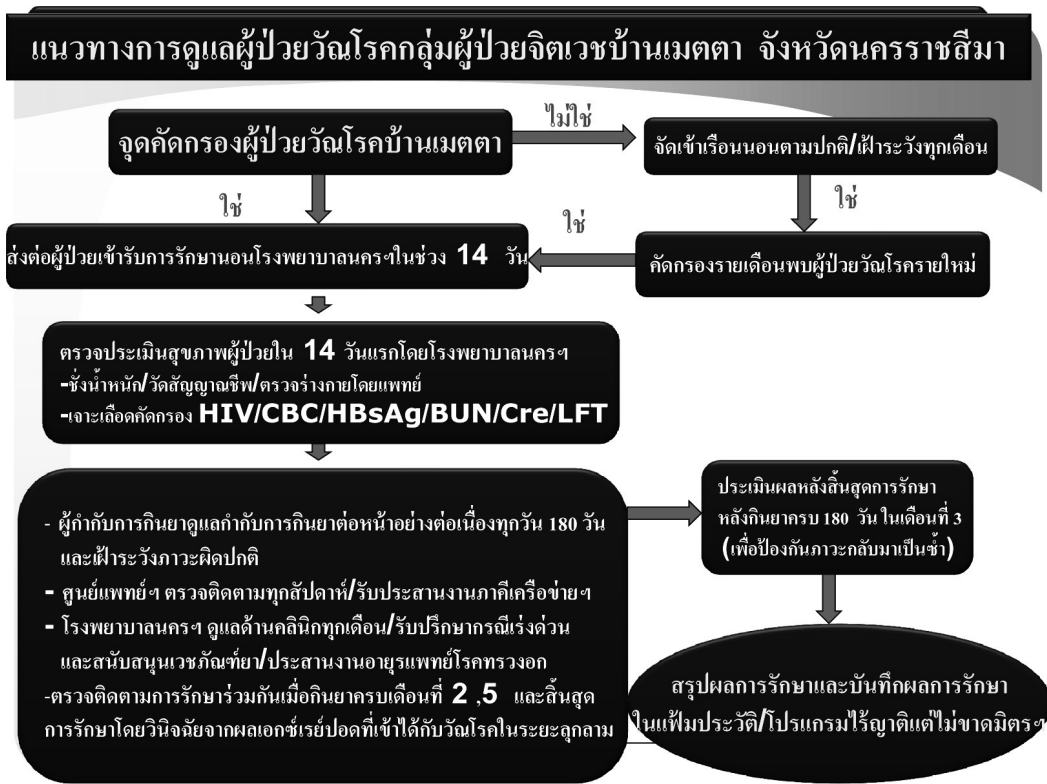 แนวทางการดูแลผู้ป่วยวัณโรคกลุ่มผู้ป่วยจิตเวชบ้านเมตตา จังหวัดนครราชสีมา
จุดคัดกรองผู้ป่วยวัณโรคบ้านเมตตา
ไม่ใช่
จัดเข้าเรือนนอนตามปกติ/เฝ้าระวังทุกเดือน
ใช่
ใช่
ใช่
ส่งต่อผู้ป่วยเข้ารับการรักษานอนโรงพยาบาลนครฯในช่วง 14 วัน
คัดกรองรายเดือนพบผู้ป่วยวัณโรครายใหม่
ตรวจประเมินสุขภาพผู้ป่วยใน 14 วันแรกโดยโรงพยาบาลนครฯ
-ชั่งน้ำหนัก/วัดสัญญาณชีพ/ตรวจร่างกายโดยแพทย์
-เจาะเลือดคัดกรอง HIV/CBC/HBsAg/BUN/Cre/LFT
- ผู้กำกับการกินยาดูแลกำกับการกินยาต่อหน้าอย่างต่อเนื่องทุกวัน 180 วัน
และเฝ้าระวังภาวะผิดปกติ
- ศูนย์แพทย์ฯ ตรวจติดตามทุกสัปดาห์/รับประสานงานภาคีเครือข่ายฯ
- โรงพยาบาลนครฯ ดูแลด้านคลินิกทุกเดือน/รับปรึกษากรณีเร่งด่วน
และสนับสนุนเวชภัณฑ์ยา/ประสานงานอายุรแพทย์โรคทรวงอก
-ตรวจติดตามการรักษาร่วมกันเมื่อกินยาครบเดือนที่ 2 ,5 และสิ้นสุด
การรักษาโดยวินิจฉัยจากผลเอกซ์เรย์ปอดที่เข้าได้กับวัณโรคในระยะลุกลาม
ประเมินผลหลังสิ้นสุดการรักษา
หลังกินยาครบ 180 วัน ในเดือนที่ 3
(เพื่อป้องกันภาวะกลับมาเป็นซ้ำ)
สรุปผลการรักษาและบันทึกผลการรักษา
ในแฟ้มประวัติ/โปรแกรมไร้ญาติแต่ไม่ขาดมิตรฯ